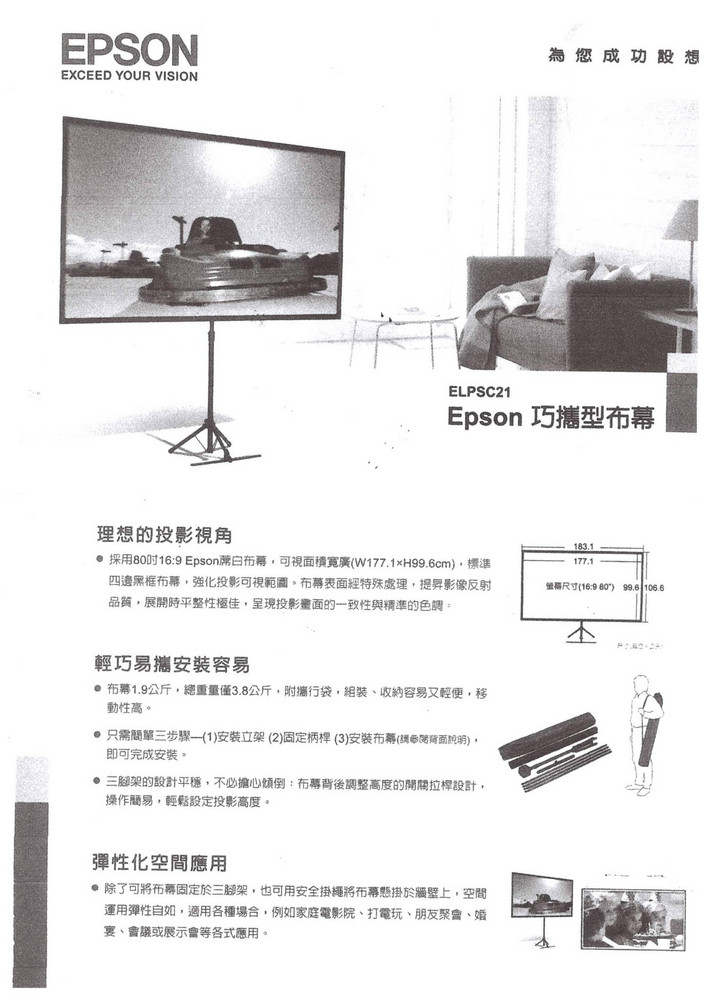 EPSON
EXCEED YOUR VISION
為您成功設想
ELPSC21
Epson 巧攜型布幕
理想的投影視角
● 採用80吋16:9 Epson蓆白布幕，可視面積寬廣(W177.1×H99.6cm)，標準
四邊黑框布幕，強化投影可視範圍。布幕表面經特殊處理，提昇影像反射
品質，展開時平整性極佳，呈現投影畫面的一致性與精準的色調。
183.1
177.1
螢幕尺寸(16:9 80")
99.6
106.6
輕巧易攜安裝容易
● 布幕1.9公斤，總重量僅3.8公斤，附攜行袋，組裝、收納容易又輕便，移
動性高。
● 只需簡單三步驟—(1)安裝立架 (2)固定柄桿 (3)安裝布幕(請參閱背面說明)，
即可完成安裝。
● 三腳架的設計平穩，不必擔心傾倒：布幕背後調整高度的開關拉桿設計，
操作簡易，輕鬆設定投影高度。
彈性化空間應用
● 除了可將布幕固定於三腳架，也可用安全掛繩將布幕懸掛於牆壁上，空間
運用彈性自如，適用各種場合，例如家庭電影院、打電玩、朋友聚會、婚
宴、會議或展示會等各式應用。